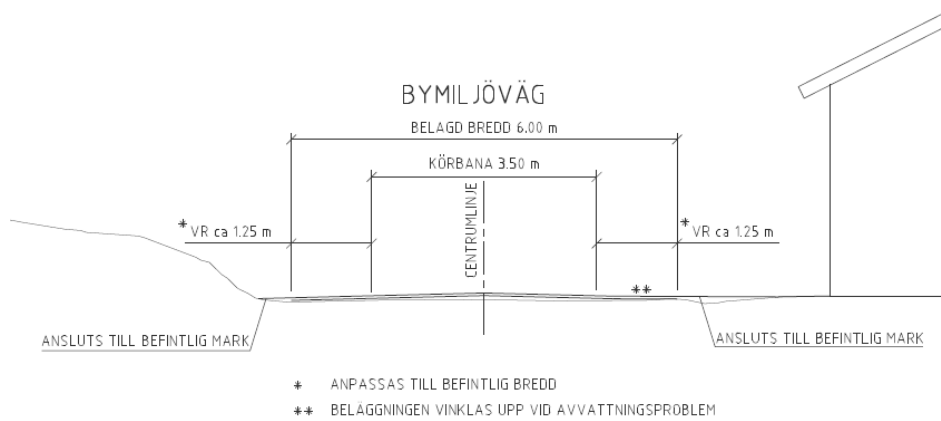 BYMILJÖVÄG
BELAGD BREDD 6.00 m
KÖRBANA 3.50 m
CENTRUMLINJE
* VR ca 1.25 m
* VR ca 1.25 m
**
ANSLUTS TILL BEFINTLIG MARK
ANSLUTS TILL BEFINTLIG MARK
* ANPASSAS TILL BEFINTLIG BREDD
** BELÄGGNINGEN VINKLAS UPP VID AVVATTNINGSPROBLEM